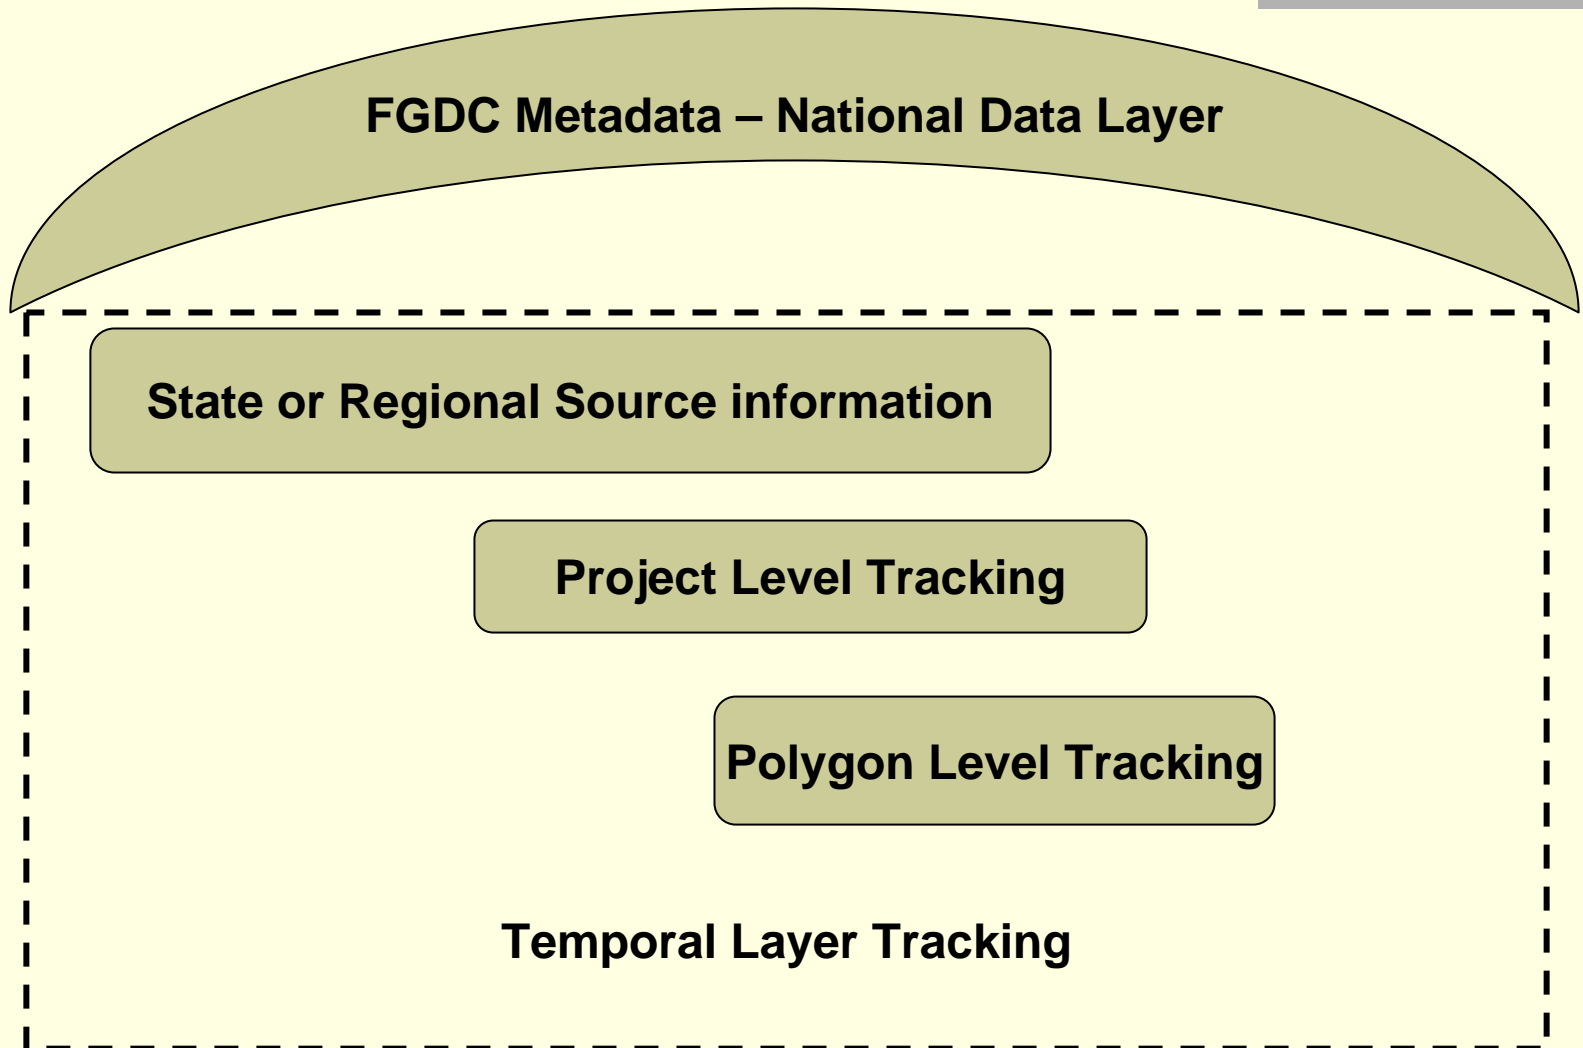 FGDC Metadata – National Data Layer
State or Regional Source information
Project Level Tracking
Polygon Level Tracking
Temporal Layer Tracking